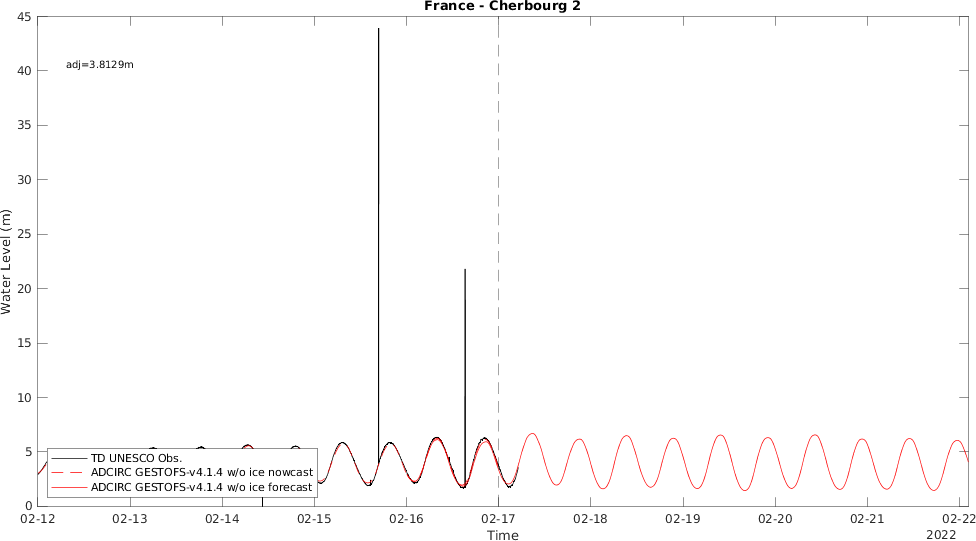 France - Cherbourg 2
45
40
35
30
25
20
15
10
5
0
Water Level (m)
adj=3.8129m
TD UNESCO Obs.
ADCIRC GESTOFS-v4.1.4 w/o ice nowcast
ADCIRC GESTOFS-v4.1.4 w/o ice forecast
02-12 02-13 02-14 02-15 02-16 02-17 02-18 02-19 02-20 02-21 02-22
Time
2022